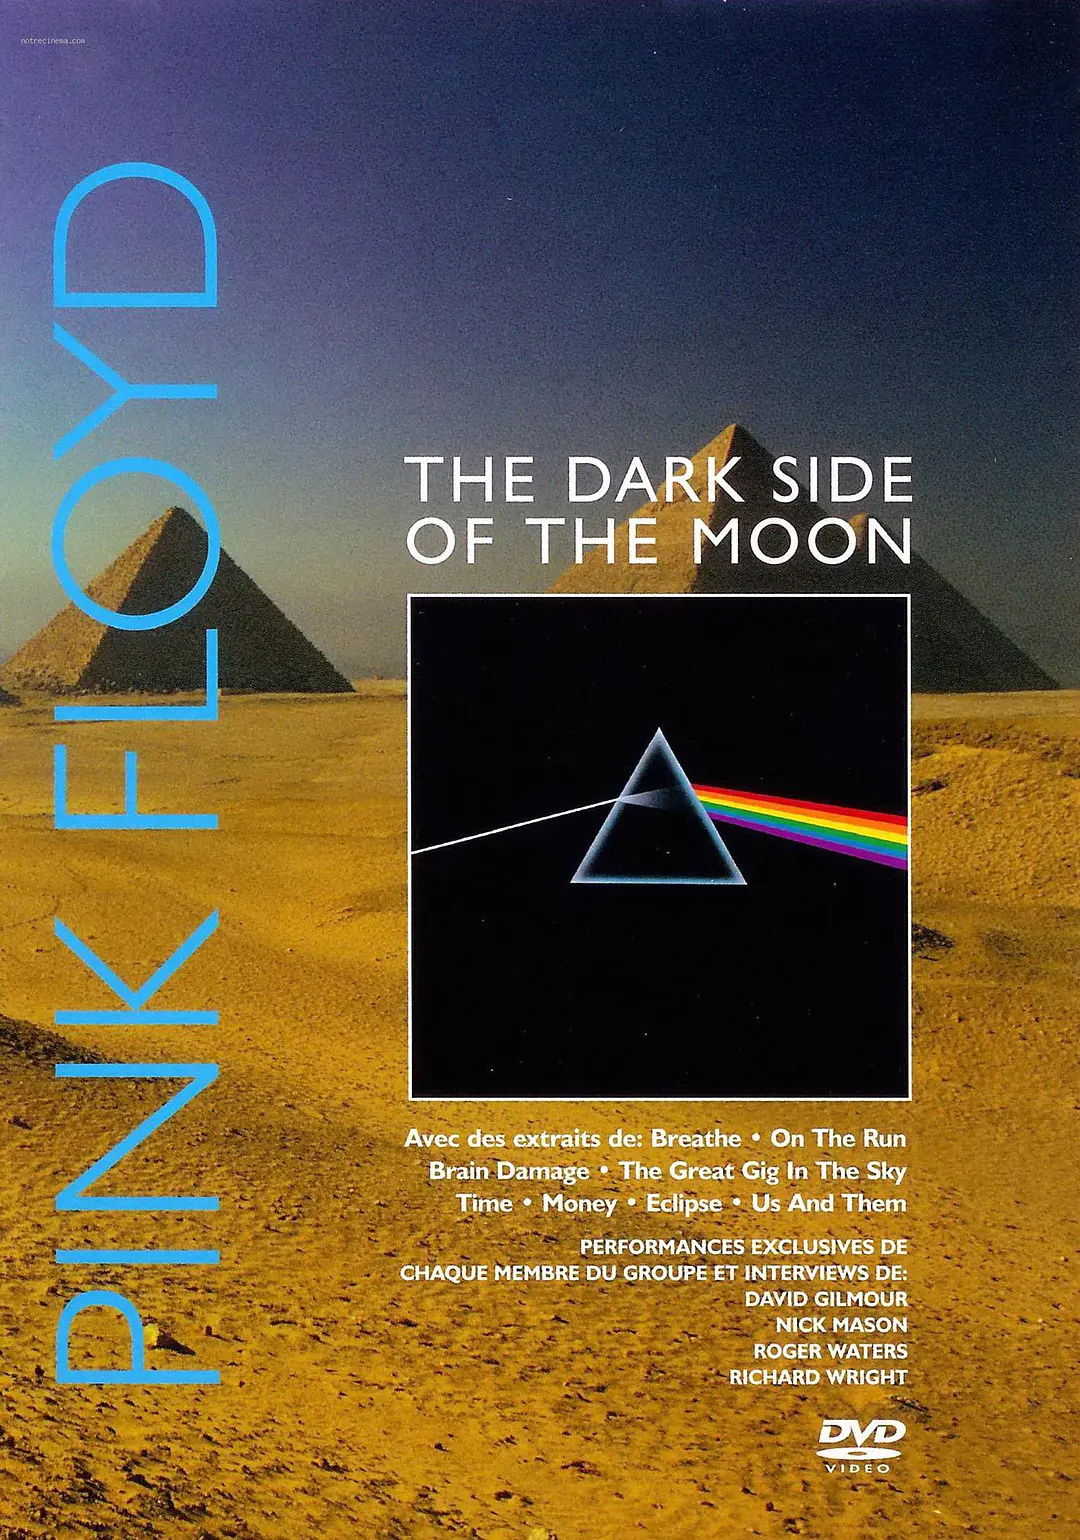 notrecinema.com
PINK FLOYD
THE DARK SIDE
OF THE MOON
Avec des extraits de: Breathe • On The Run
Brain Damage • The Great Gig In The Sky
Time • Money • Eclipse • Us And Them
PERFORMANCES EXCLUSIVES DE
CHAQUE MEMBRE DU GROUPE ET INTERVIEWS DE:
DAVID GILMOUR
NICK MASON
ROGER WATERS
RICHARD WRIGHT
DVD
VIDEO